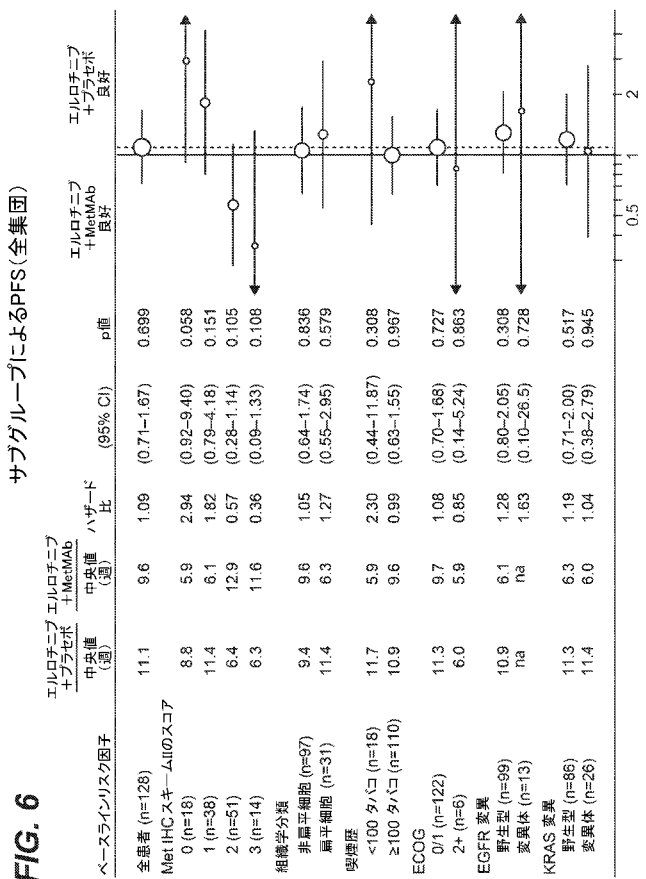 FIG. 6
サブグループによるPFS(全集団)
ベースラインリスク因子 エルロチニブ+プラセボ 中央値(週) エルロチニブ+MetMAb 中央値(週) ハザード比 (95% CI) p値 エルロチニブ+MetMAb 良好 エルロチニブ+プラセボ 良好
全患者 (n=128) 11.1 9.6 1.09 (0.71–1.67) 0.699
Met IHCスキームIIのスコア
0 (n=18) 8.8 5.9 2.94 (0.92–9.40) 0.058
1 (n=38) 11.4 6.1 1.82 (0.79–4.18) 0.151
2 (n=51) 6.4 12.9 0.57 (0.28–1.14) 0.105
3 (n=14) 6.3 11.6 0.36 (0.09–1.33) 0.108
組織学分類
非扁平細胞 (n=97) 9.4 9.6 1.05 (0.64–1.74) 0.836
扁平細胞 (n=31) 11.4 6.3 1.27 (0.55–2.95) 0.579
喫煙歴
<100 タバコ (n=18) 11.7 5.9 2.30 (0.44–11.87) 0.308
≥100 タバコ (n=110) 10.9 9.6 0.99 (0.63–1.55) 0.967
ECOG
0/1 (n=122) 11.3 9.7 1.08 (0.70–1.68) 0.727
2+ (n=6) 6.0 5.9 0.85 (0.14–5.24) 0.863
EGFR 変異
野生型 (n=99) 10.9 6.1 1.28 (0.80–2.05) 0.308
変異体 (n=13) na na 1.63 (0.10–26.5) 0.728
KRAS 変異
野生型 (n=86) 11.3 6.3 1.19 (0.71–2.00) 0.517
変異体 (n=26) 11.4 6.0 1.04 (0.38–2.79) 0.945
0.5 1 2